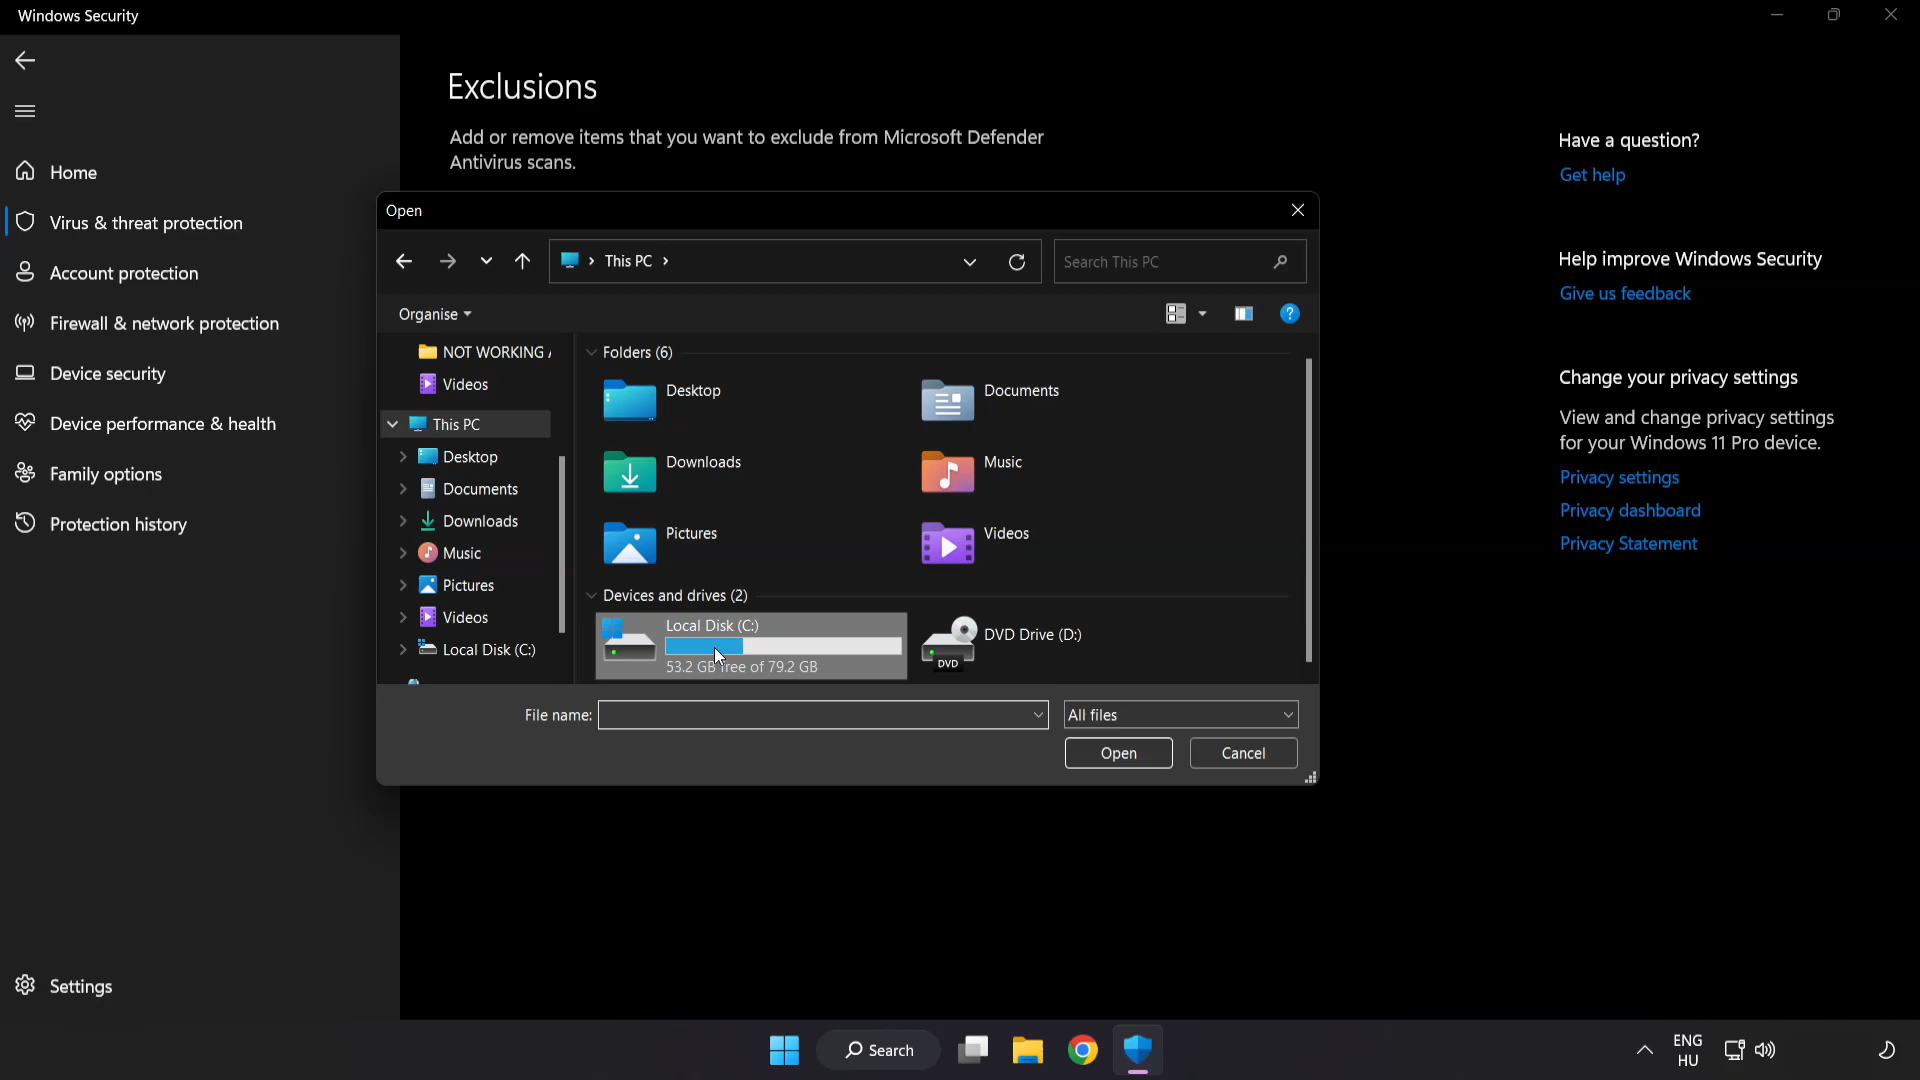 Windows Security
Exclusions
Add or remove items that you want to exclude from Microsoft Defender
Antivirus scans.
Home
Virus & threat protection
Account protection
Firewall & network protection
Device security
Device performance & health
Family options
Protection history
Settings
Open
This PC
Search This PC
Organise
NOT WORKING
Videos
This PC
Desktop
Documents
Downloads
Music
Pictures
Videos
Local Disk (C:)
Folders (6)
Desktop
Documents
Downloads
Music
Pictures
Videos
Devices and drives (2)
Local Disk (C:)
53.2 GB free of 79.2 GB
DVD
DVD Drive (D:)
File name:
All files
Open
Cancel
Have a question?
Get help
Help improve Windows Security
Give us feedback
Change your privacy settings
View and change privacy settings
for your Windows 11 Pro device.
Privacy settings
Privacy dashboard
Privacy Statement
Search
ENG
HU